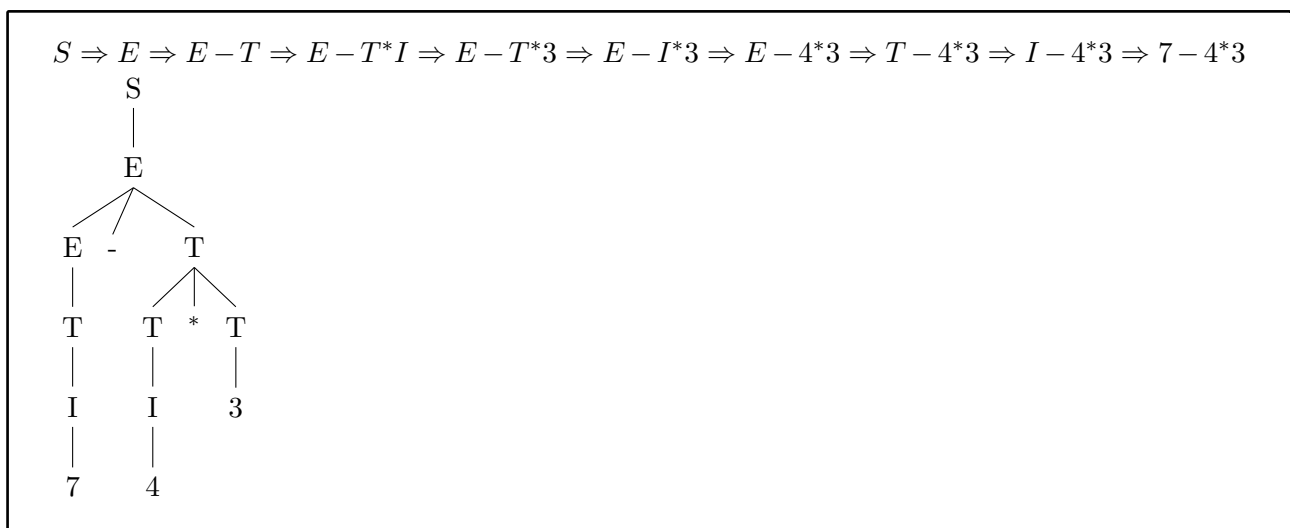 S ⇒ E ⇒ E − T ⇒ E − T*I ⇒ E − T*3 ⇒ E − I*3 ⇒ E − 4*3 ⇒ T − 4*3 ⇒ I − 4*3 ⇒ 7 − 4*3
S
E
E - T
T T * T
I I 3
7 4